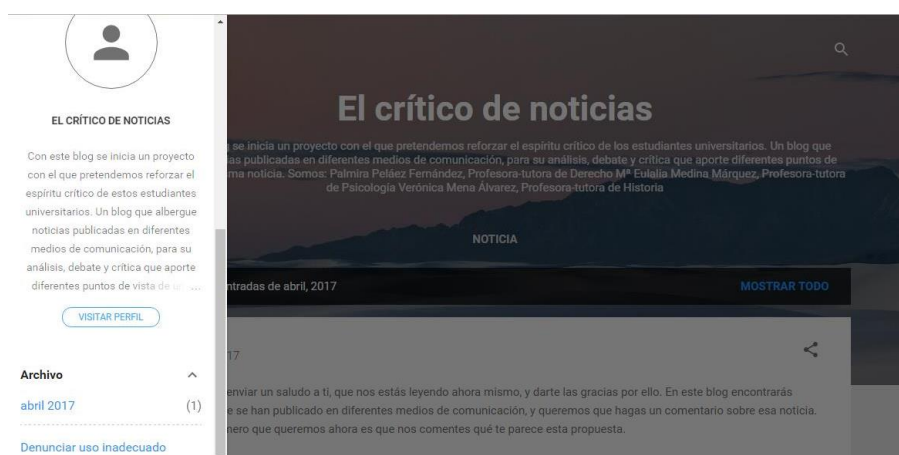 EL CRÍTICO DE NOTICIAS
Con este blog se inicia un proyecto
con el que pretendemos reforzar el
espíritu crítico de estos estudiantes
universitarios. Un blog que albergue
noticias publicadas en diferentes
medios de comunicación, para su
análisis, debate y crítica que aporte
diferentes puntos de vista de ...
VISITAR PERFIL
Archivo
abril 2017 (1)
Denunciar uso inadecuado
El crítico de noticias
se inicia un proyecto con el que pretendemos reforzar el espíritu crítico de los estudiantes universitarios. Un blog que
las publicadas en diferentes medios de comunicación, para su análisis, debate y crítica que aporte diferentes puntos de
ma noticia. Somos: Palmira Peláez Fernández, Profesora-tutora de Derecho Mª Eulalia Medina Márquez, Profesora-tutora
de Psicología Verónica Mena Álvarez, Profesora-tutora de Historia
NOTICIA
ntradas de abril, 2017 MOSTRAR TODO
17
enviar un saludo a ti, que nos estás leyendo ahora mismo, y darte las gracias por ello. En este blog encontrarás
e se han publicado en diferentes medios de comunicación, y queremos que hagas un comentario sobre esa noticia.
nero que queremos ahora es que nos comentes qué te parece esta propuesta.